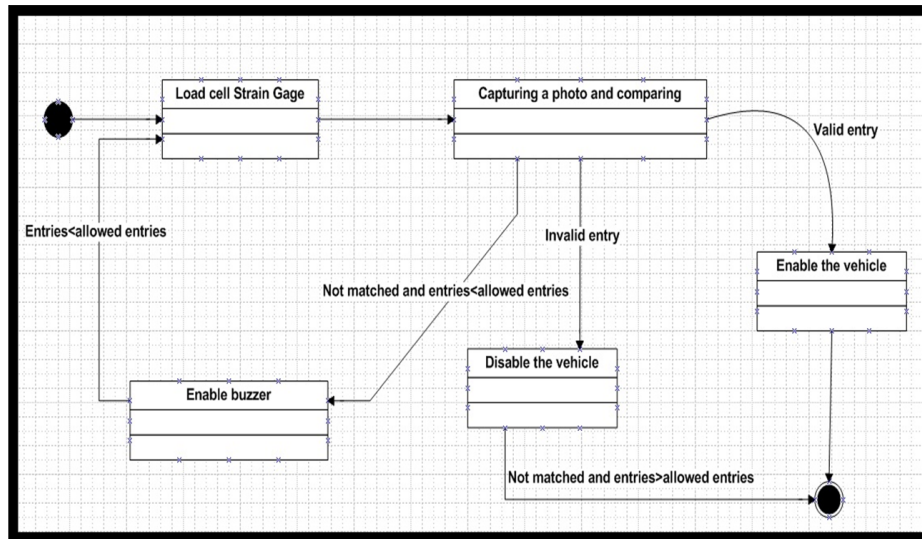 Load cell Strain Gage
Capturing a photo and comparing
Valid entry
Entries<allowed entries
Invalid entry
Enable the vehicle
Not matched and entries<allowed entries
Disable the vehicle
Enable buzzer
Not matched and entries>allowed entries